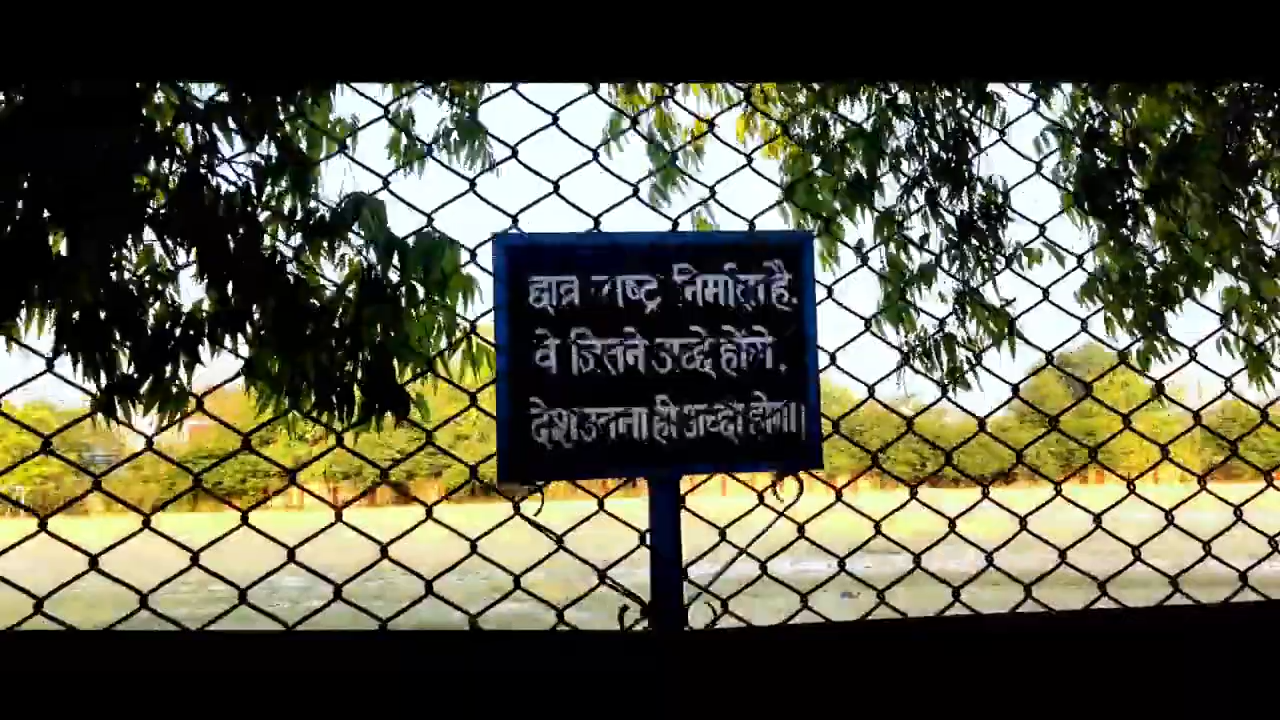 छात्र राष्ट्र निर्माता है.
वे जितने अच्छे होंगे.
देश उतना ही अच्छा होगा।